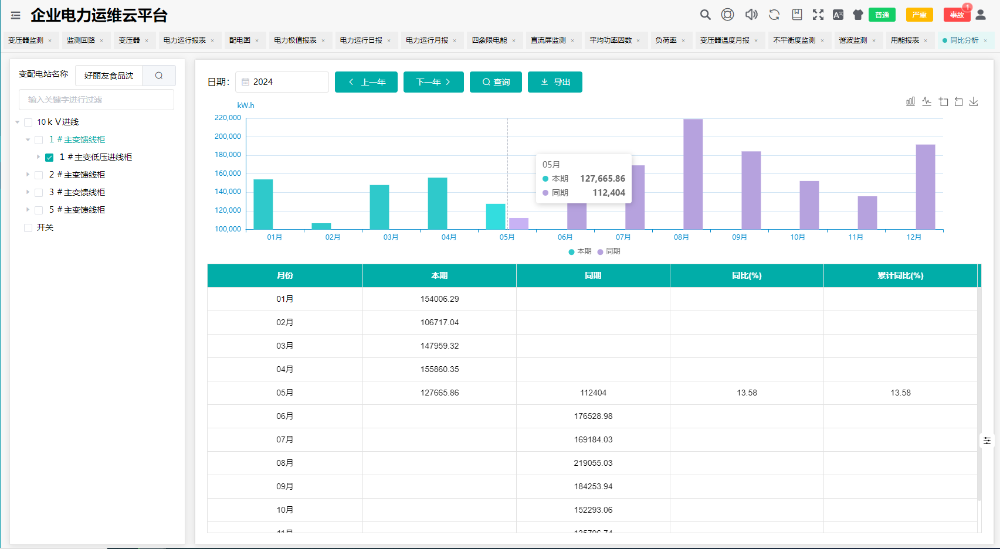 企业电力运维云平台
普通 严重 事故 1
变压器监测 × 监测回路 × 变压器 × 电力运行报表 × 配电图 × 电力极值报表 × 电力运行日报 × 电力运行月报 × 四象限电能 × 直流屏监测 × 平均功率因数 × 负荷率 × 变压器温度月报 × 不平衡度监测 × 谐波监测 × 用能报表 × 同比分析 ×
变配电站名称 好丽友食品沈
输入关键字进行过滤
10ｋＶ进线
１＃主变馈线柜
１＃主变低压进线柜
２＃主变馈线柜
３＃主变馈线柜
５＃主变馈线柜
开关
日期： 2024 上一年 下一年 查询 导出
kW.h
220,000
200,000
180,000
160,000
140,000
120,000
100,000
05月
本期 127,665.86
同期 112,404
01月 02月 03月 04月 05月 06月 07月 08月 09月 10月 11月 12月
本期 同期
月份 本期 同期 同比(%) 累计同比(%)
01月 154006.29
02月 106717.04
03月 147959.32
04月 155860.35
05月 127665.86 112404 13.58 13.58
06月 176528.98
07月 169184.03
08月 219055.03
09月 184253.94
10月 152293.06
11月 135796.74